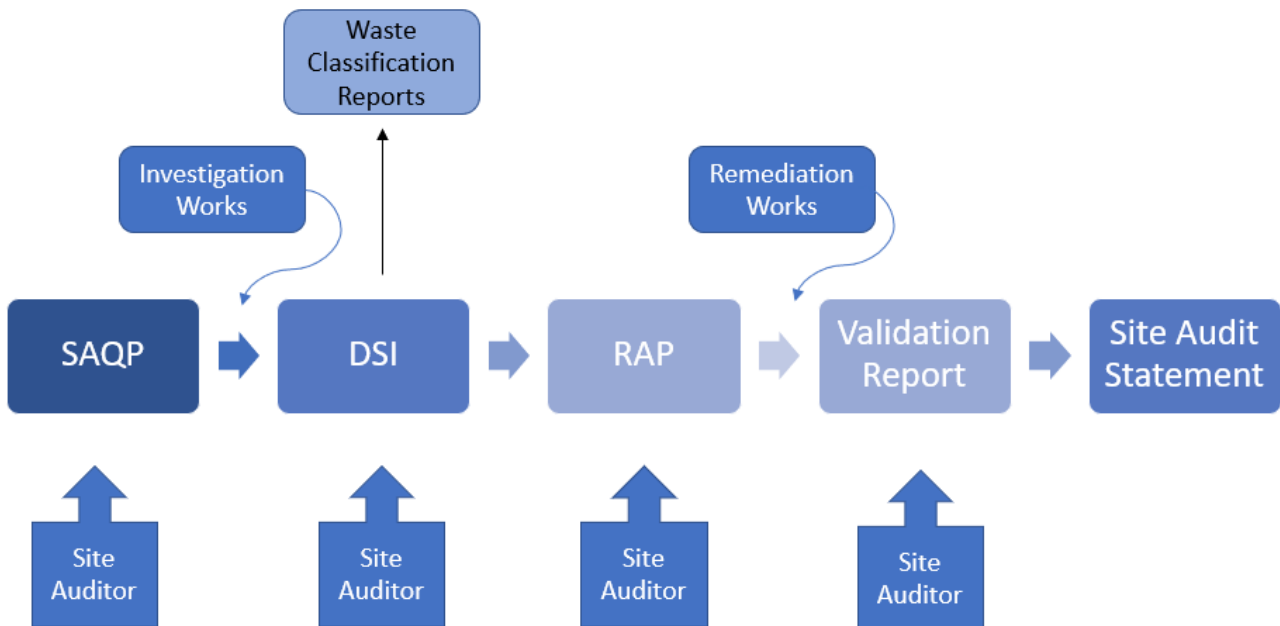 Waste
Classification
Reports
Investigation
Works
Remediation
Works
SAQP
DSI
RAP
Validation
Report
Site Audit
Statement
Site
Auditor
Site
Auditor
Site
Auditor
Site
Auditor